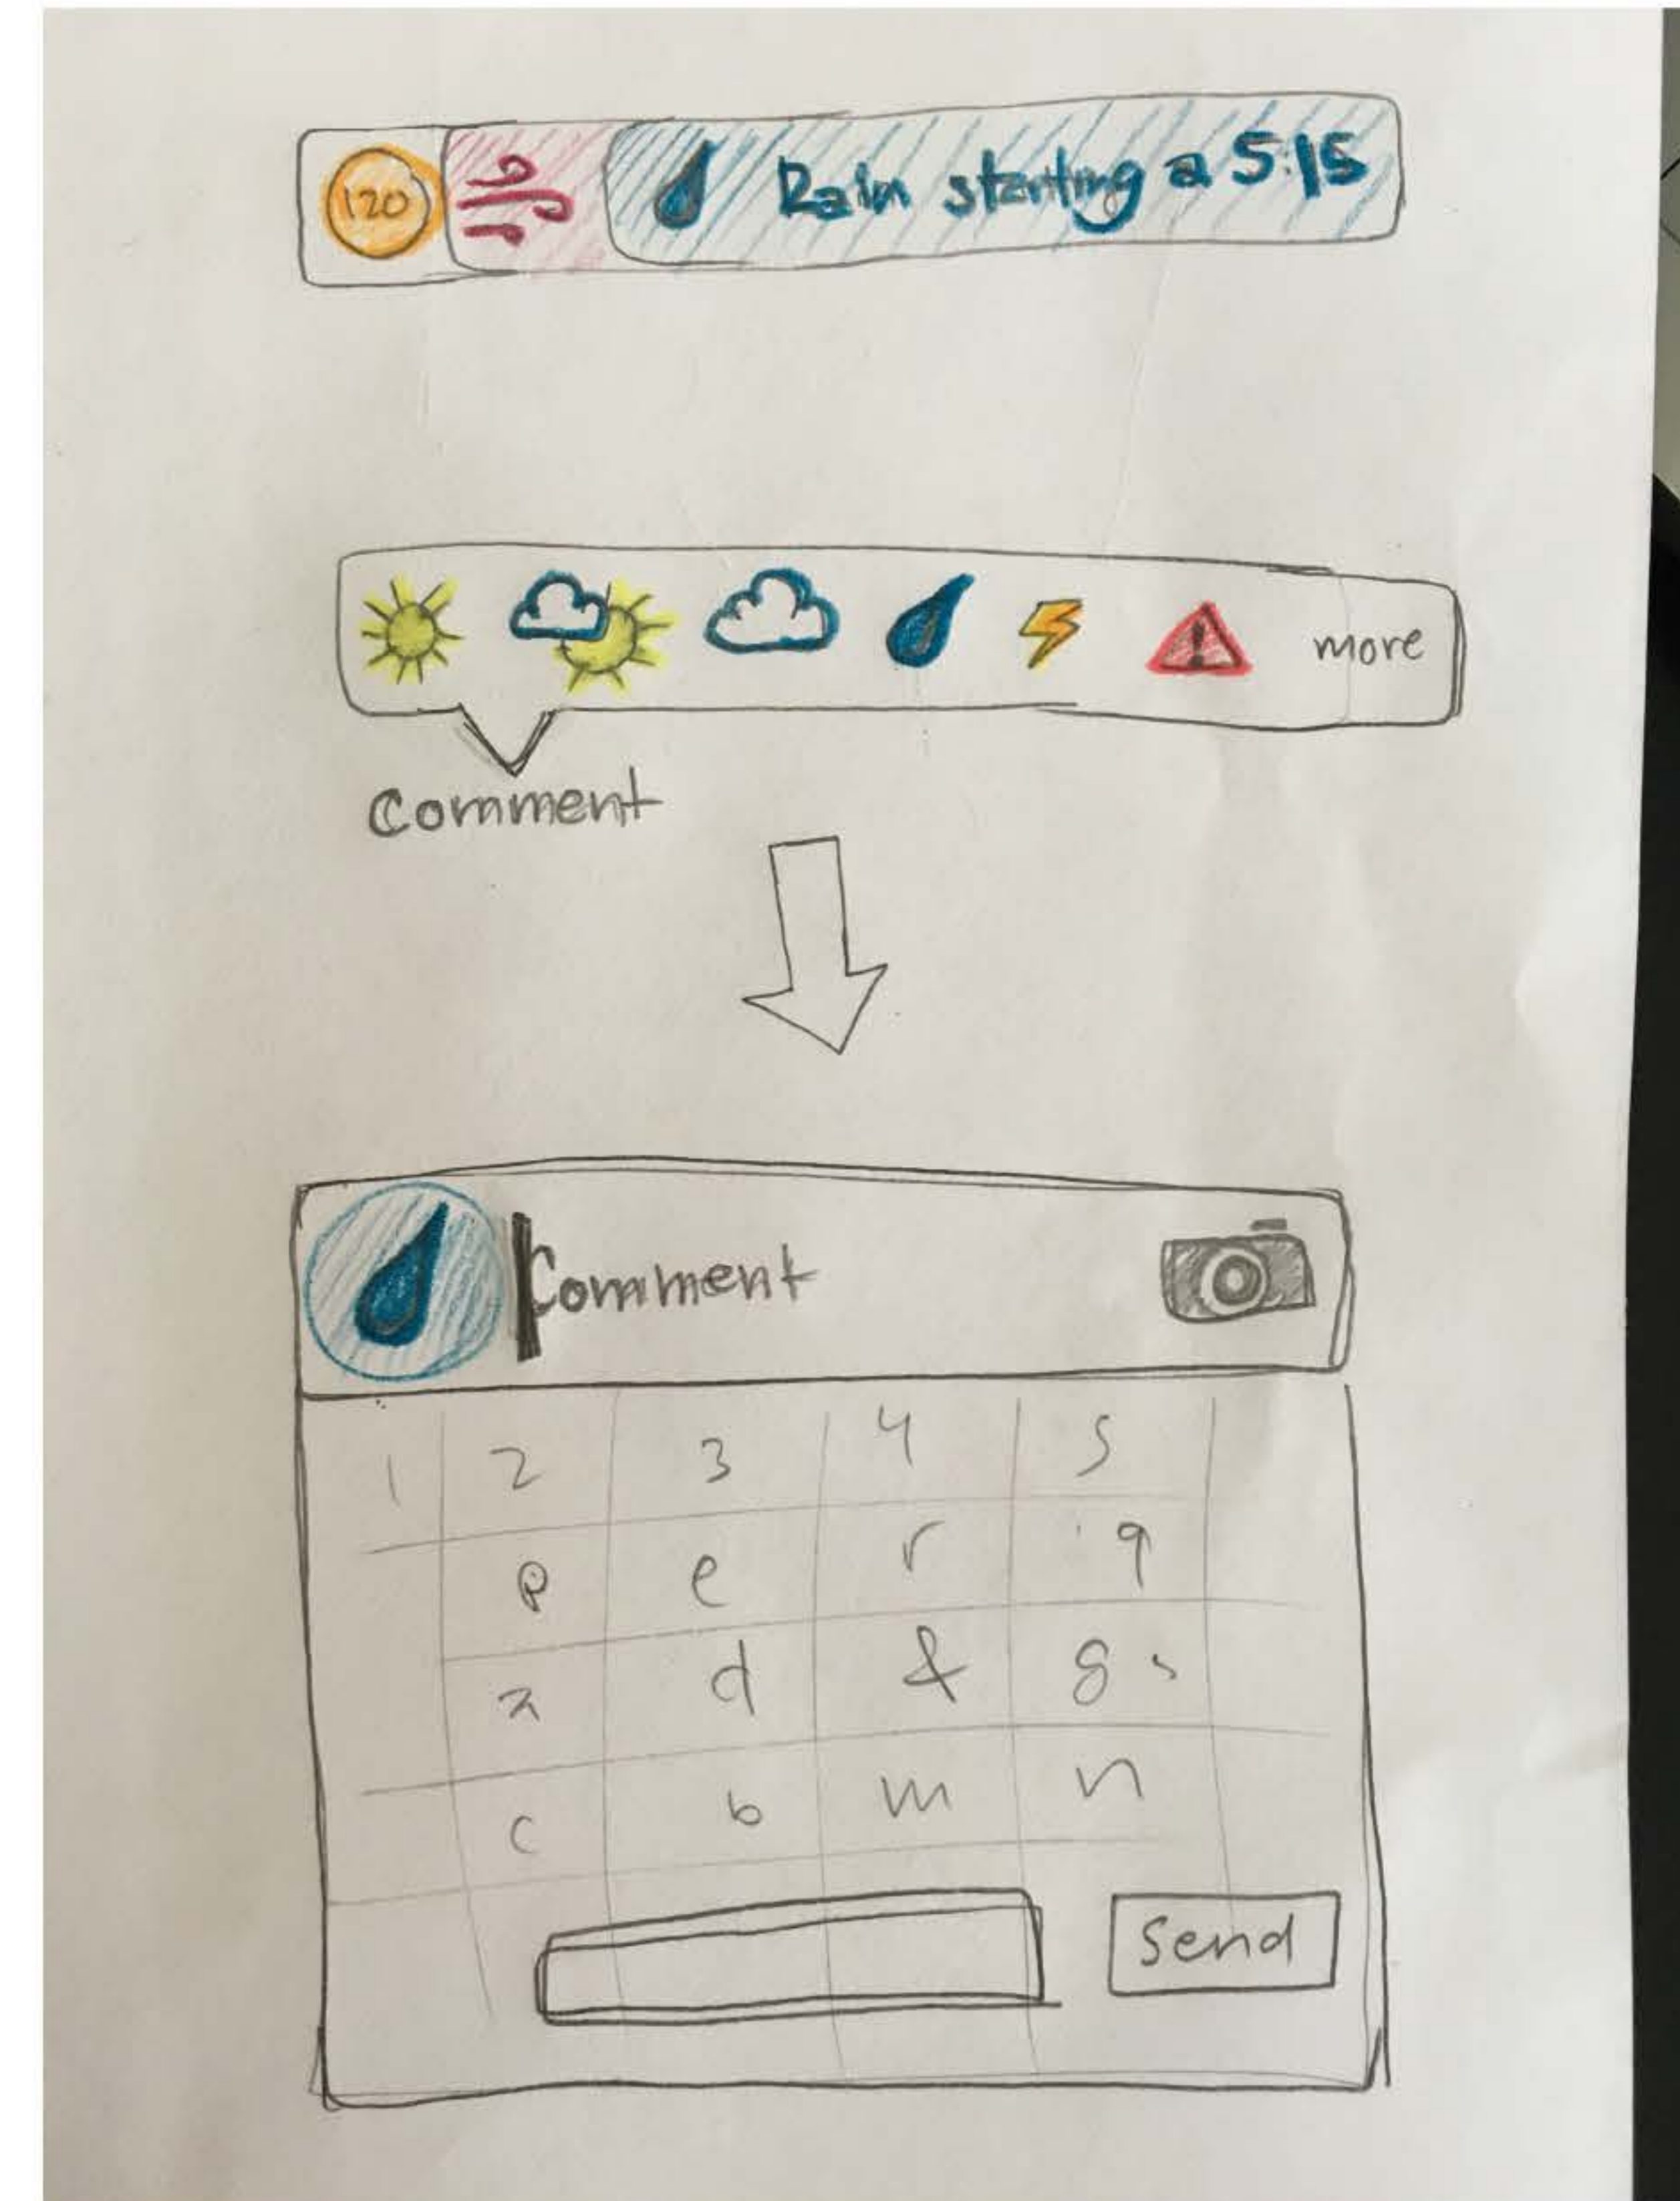 120 Rain starting a 5:15
more
Comment
Comment
1 2 3 4 5
e r q
d
c b m n
Send